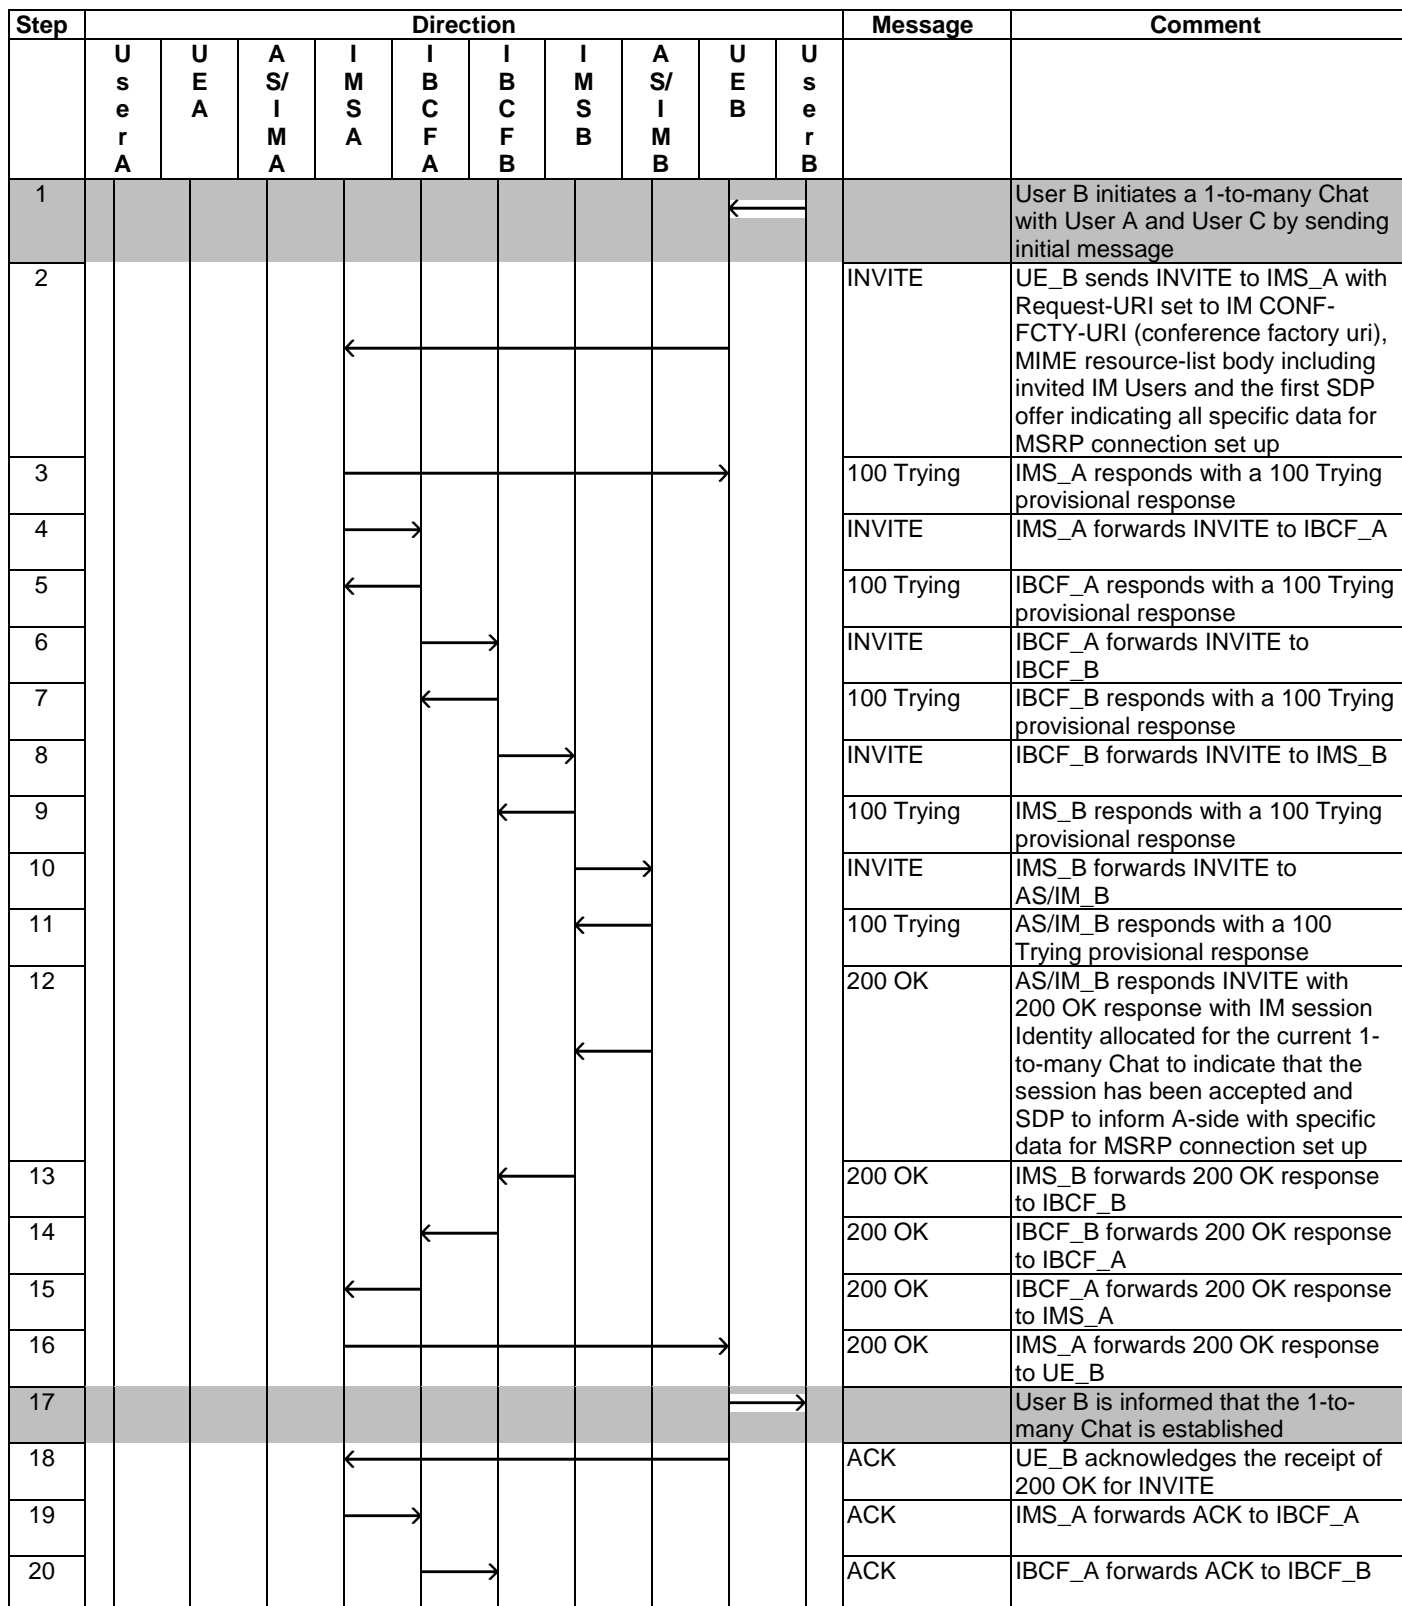 Step Direction Message Comment
U U A I I I I A U U
s E S/ M B B M S/ E s
e A I S C C S I B e
r M A F F B M r
A A A B B B
1 User B initiates a 1-to-many Chat
with User A and User C by sending
initial message
2 INVITE UE_B sends INVITE to IMS_A with
Request-URI set to IM CONF-
FCTY-URI (conference factory uri),
MIME resource-list body including
invited IM Users and the first SDP
offer indicating all specific data for
MSRP connection set up
3 100 Trying IMS_A responds with a 100 Trying
provisional response
4 INVITE IMS_A forwards INVITE to IBCF_A
5 100 Trying IBCF_A responds with a 100 Trying
provisional response
6 INVITE IBCF_A forwards INVITE to
IBCF_B
7 100 Trying IBCF_B responds with a 100 Trying
provisional response
8 INVITE IBCF_B forwards INVITE to IMS_B
9 100 Trying IMS_B responds with a 100 Trying
provisional response
10 INVITE IMS_B forwards INVITE to
AS/IM_B
11 100 Trying AS/IM_B responds with a 100
Trying provisional response
12 200 OK AS/IM_B responds INVITE with
200 OK response with IM session
Identity allocated for the current 1-
to-many Chat to indicate that the
session has been accepted and
SDP to inform A-side with specific
data for MSRP connection set up
13 200 OK IMS_B forwards 200 OK response
to IBCF_B
14 200 OK IBCF_B forwards 200 OK response
to IBCF_A
15 200 OK IBCF_A forwards 200 OK response
to IMS_A
16 200 OK IMS_A forwards 200 OK response
to UE_B
17 User B is informed that the 1-to-
many Chat is established
18 ACK UE_B acknowledges the receipt of
200 OK for INVITE
19 ACK IMS_A forwards ACK to IBCF_A
20 ACK IBCF_A forwards ACK to IBCF_B